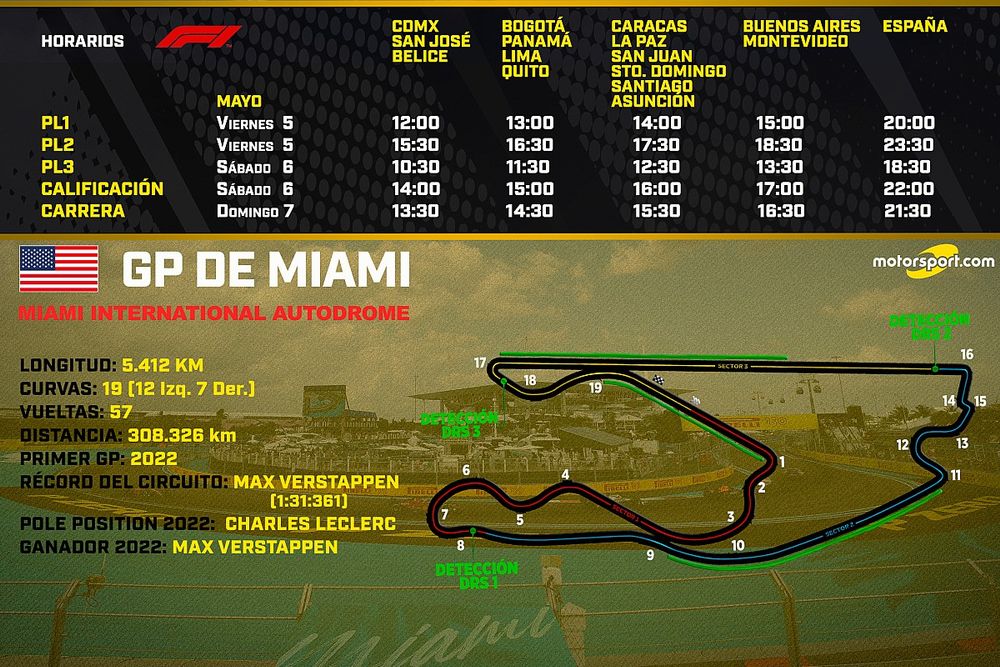 HORARIOS
F1
CDMX
SAN JOSÉ
BELICE
BOGOTÁ
PANAMÁ
LIMA
QUITO
CARACAS
LA PAZ
SAN JUAN
STO. DOMINGO
SANTIAGO
ASUNCIÓN
BUENOS AIRES
MONTEVIDEO
ESPAÑA
MAYO
PL1 VIERNES 5 12:00 13:00 14:00 15:00 20:00
PL2 VIERNES 5 15:30 16:30 17:30 18:30 23:30
PL3 SÁBADO 6 10:30 11:30 12:30 13:30 18:30
CALIFICACIÓN SÁBADO 6 14:00 15:00 16:00 17:00 22:00
CARRERA DOMINGO 7 13:30 14:30 15:30 16:30 21:30
GP DE MIAMI
motorsport.com
MIAMI INTERNATIONAL AUTODROME
LONGITUD: 5.412 KM
CURVAS: 19 (12 Izq. 7 Der.)
VUELTAS: 57
DISTANCIA: 308.326 km
PRIMER GP: 2022
RÉCORD DEL CIRCUITO: MAX VERSTAPPEN
(1:31:361)
POLE POSITION 2022: CHARLES LECLERC
GANADOR 2022: MAX VERSTAPPEN
DETECCIÓN
DRS 2
16
17
SECTOR 3
18
19
14
15
DETECCIÓN
DRS 3
12
13
1
6
4
11
2
7
5
SECTOR 1
3
SECTOR 2
8
9
10
DETECCIÓN
DRS 1
Miami